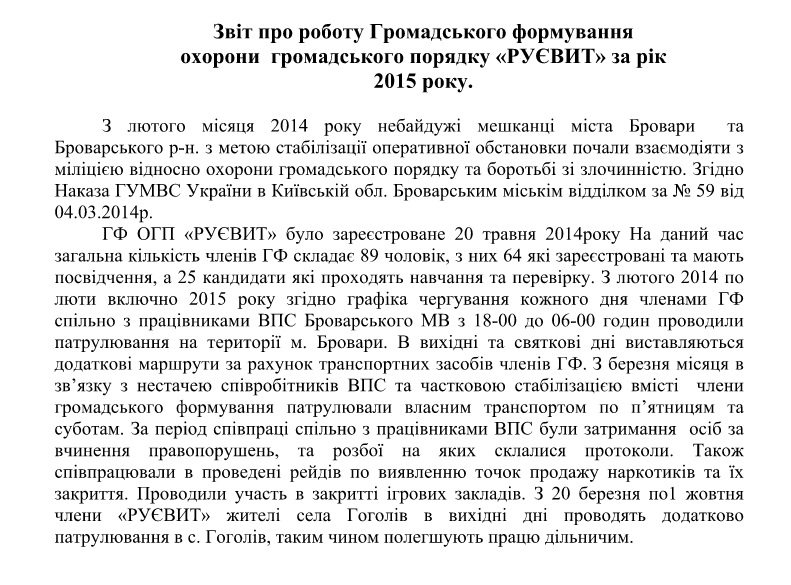 Звіт про роботу Громадського формування
охорони громадського порядку «РУЄВИТ» за рік
2015 року.
З лютого місяця 2014 року небайдужі мешканці міста Бровари та
Броварського р-н. з метою стабілізації оперативної обстановки почали взаємодіяти з
міліцією відносно охорони громадського порядку та боротьбі зі злочинністю. Згідно
Наказа ГУМВС України в Київській обл. Броварським міським відділком за № 59 від
04.03.2014р.
ГФ ОГП «РУЄВИТ» було зареєстроване 20 травня 2014року На даний час
загальна кількість членів ГФ складає 89 чоловік, з них 64 які зареєстровані та мають
посвідчення, а 25 кандидати які проходять навчання та перевірку. З лютого 2014 по
люти включно 2015 року згідно графіка чергування кожного дня членами ГФ
спільно з працівниками ВПС Броварського МВ з 18-00 до 06-00 годин проводили
патрулювання на території м. Бровари. В вихідні та святкові дні виставляються
додаткові маршрути за рахунок транспортних засобів членів ГФ. З березня місяця в
зв’язку з нестачею співробітників ВПС та частковою стабілізацією вмісті члени
громадського формування патрулювали власним транспортом по п’ятницям та
суботам. За період співпраці спільно з працівниками ВПС були затримання осіб за
вчинення правопорушень, та розбої на яких склалися протоколи. Також
співпрацювали в проведені рейдів по виявленню точок продажу наркотиків та їх
закриття. Проводили участь в закритті ігрових закладів. З 20 березня по1 жовтня
члени «РУЄВИТ» жителі села Гоголів в вихідні дні проводять додатково
патрулювання в с. Гоголів, таким чином полегшують працю дільничим.